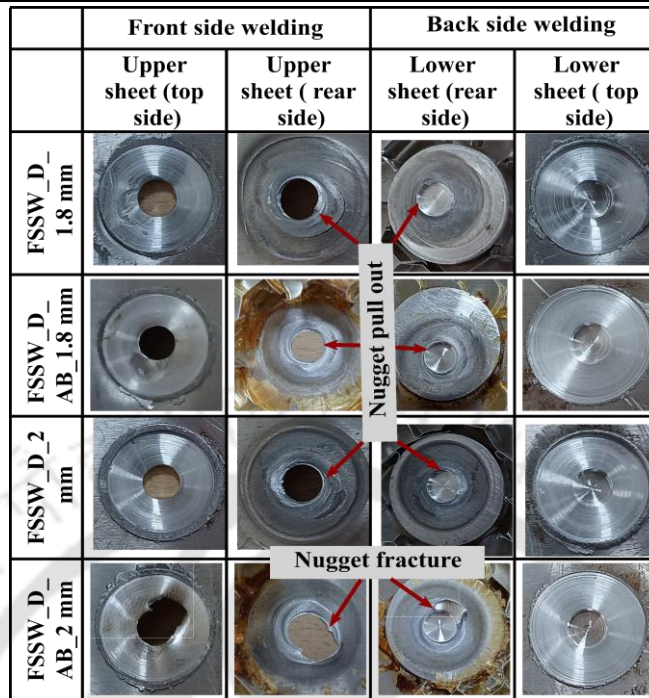 Front side welding
Back side welding
Upper
sheet (top
side)
Upper
sheet ( rear
side)
Lower
sheet (rear
side)
Lower
sheet ( top
side)
FSSW_D_
1.8 mm
FSSW_D_
AB_1.8 mm
Nugget pull out
FSSW_D_2
mm
Nugget fracture
FSSW_D_
AB_2 mm